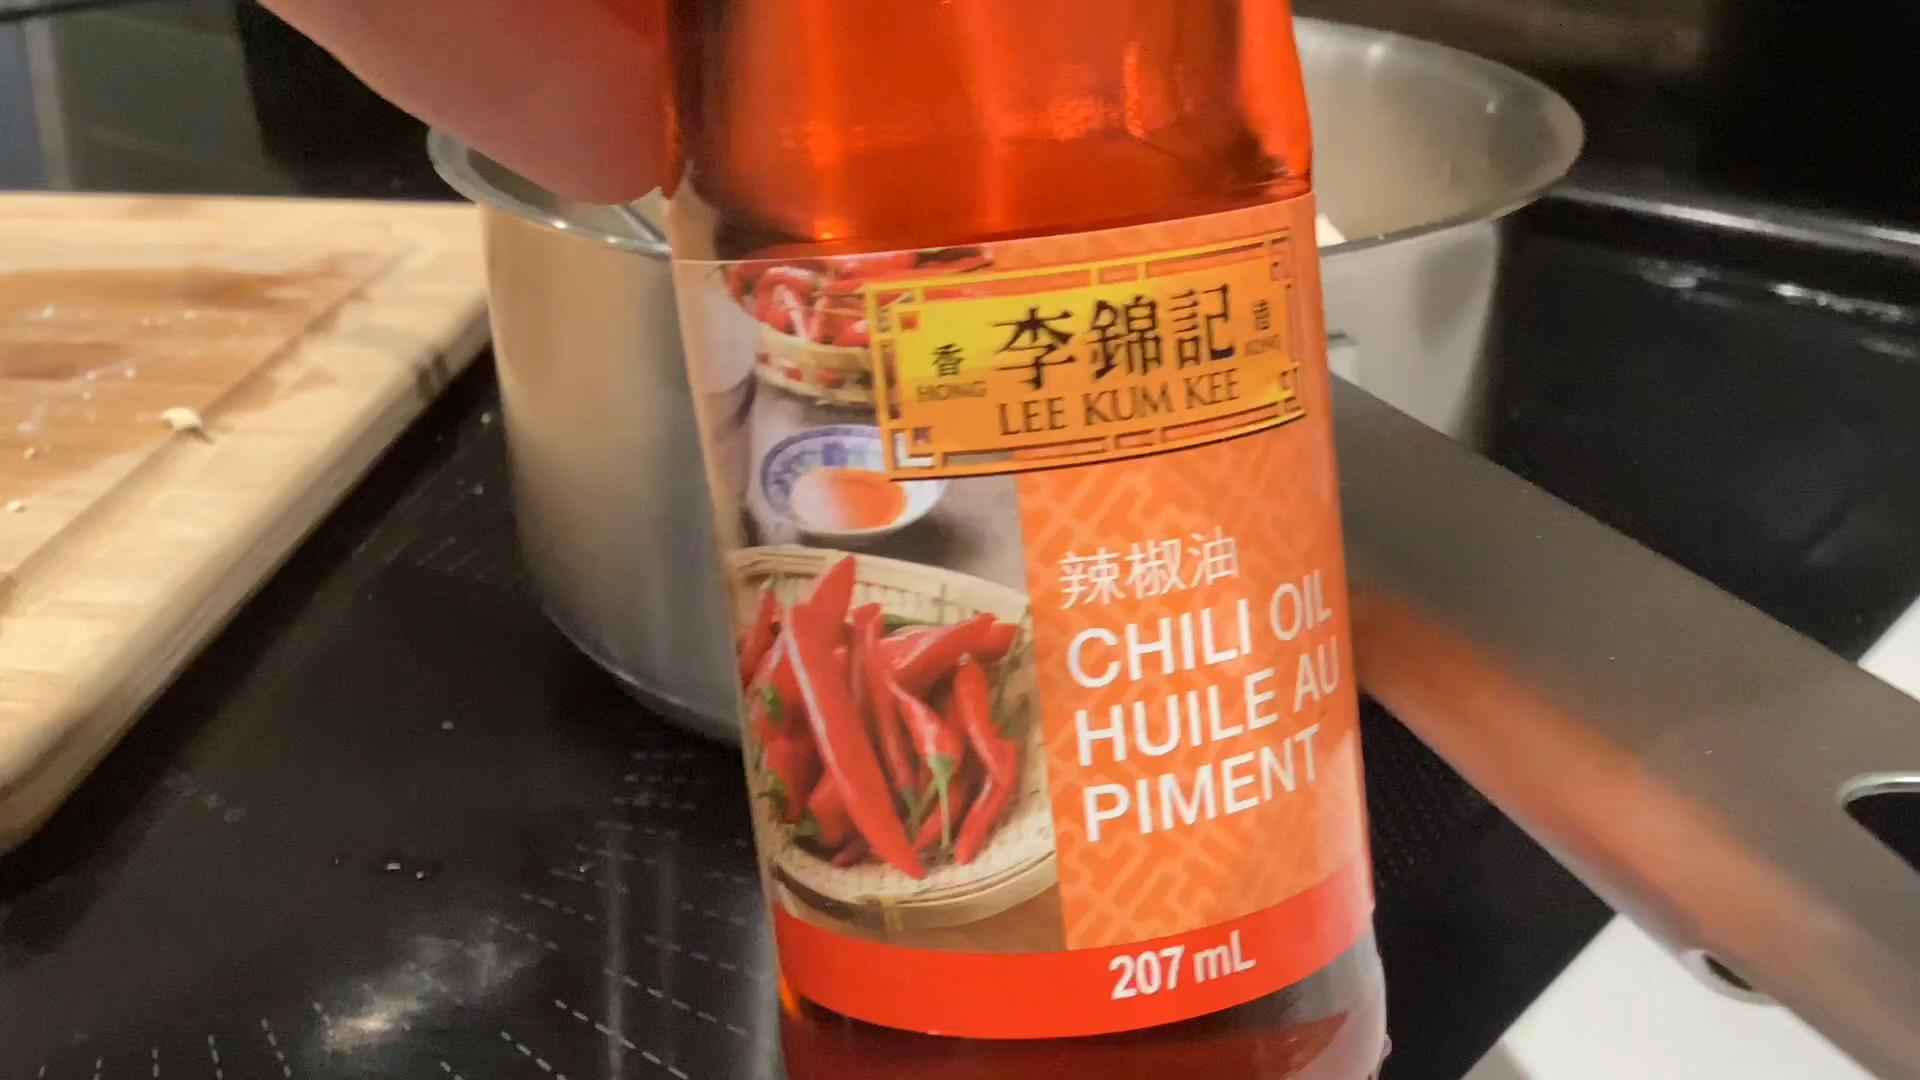 李錦記
香 香
HONG KONG
LEE KUM KEE
辣椒油
CHILI OIL
HUILE AU
PIMENT
207 mL